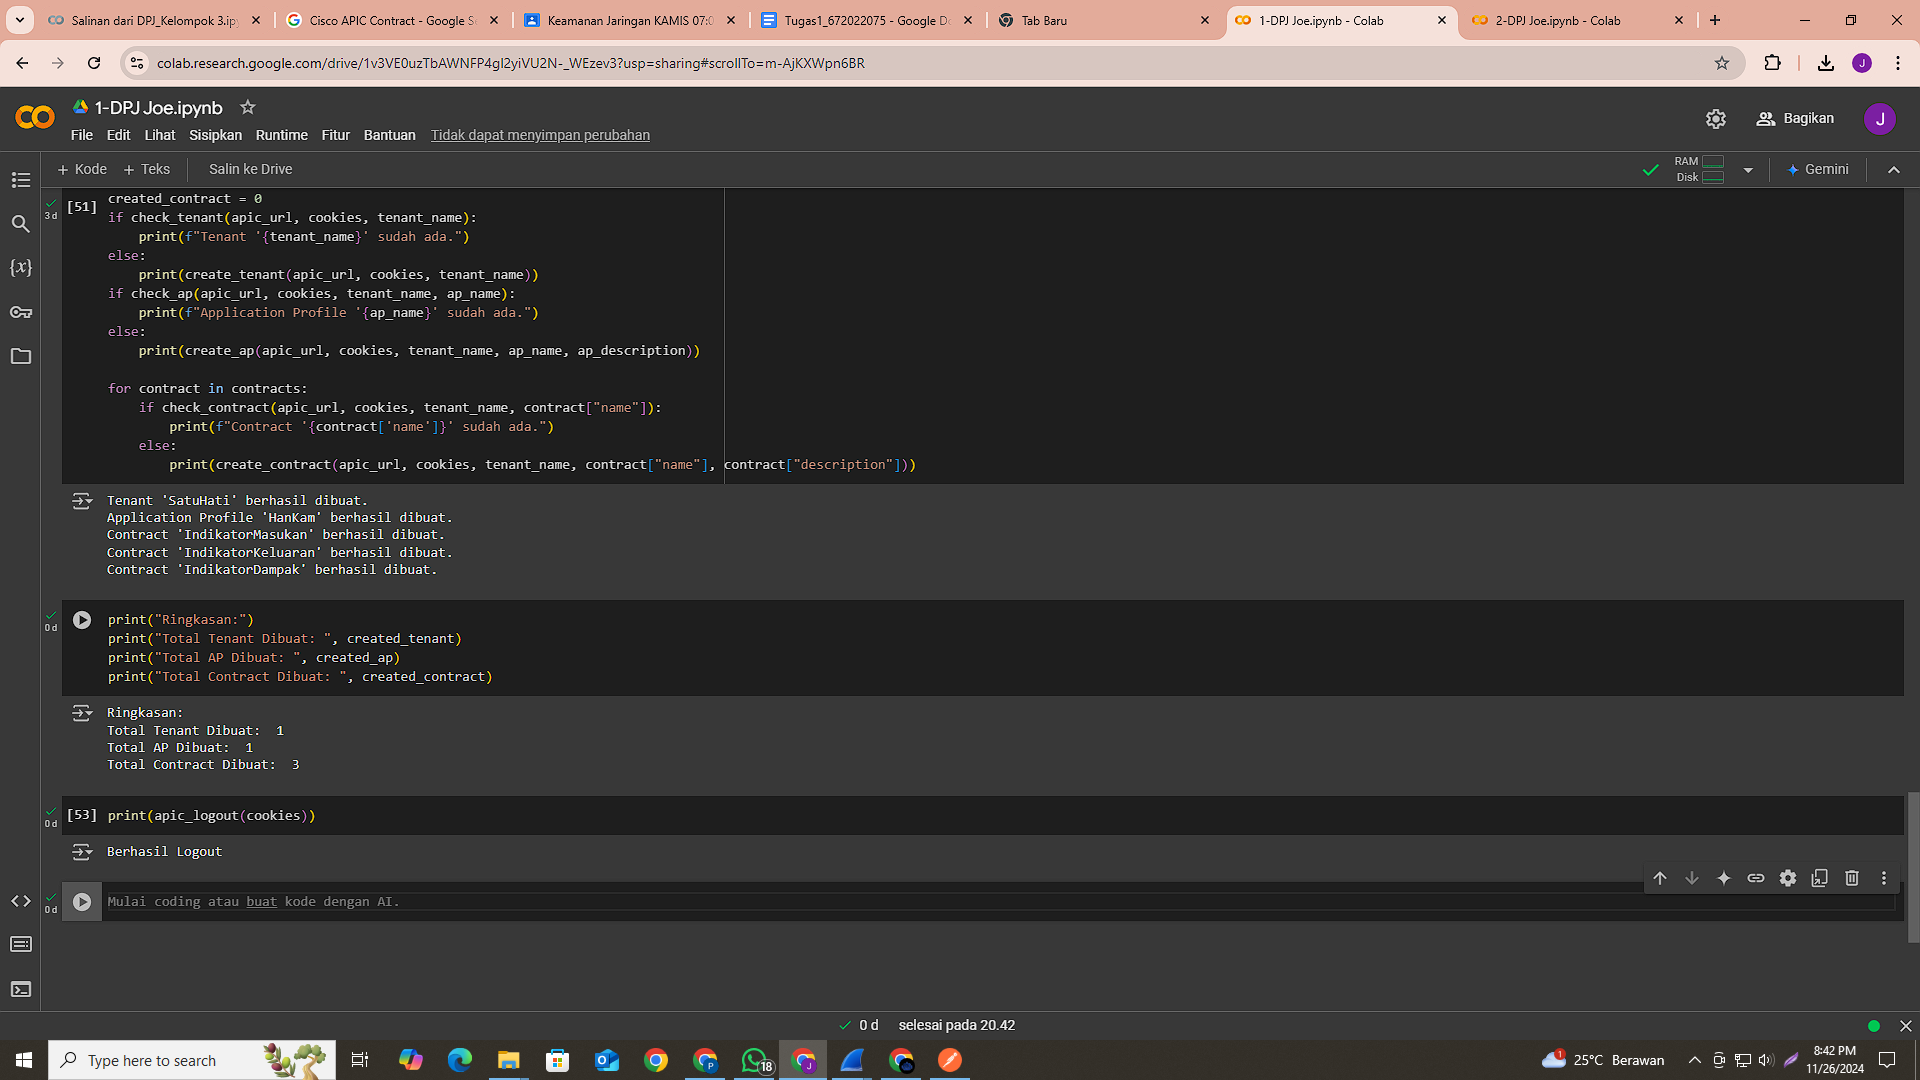 Salinan dari DPJ_Kelompok 3.ip
Cisco APIC Contract - Google S
Keamanan Jaringan KAMIS 07:0
Tugas1_672022075 - Google D
Tab Baru
1-DPJ Joe.ipynb - Colab
2-DPJ Joe.ipynb - Colab
colab.research.google.com/drive/1v3VE0uzTbAWNFP4gl2yiVU2N-_WEzev3?usp=sharing#scrollTo=m-AjKXWpn6BR
J
1-DPJ Joe.ipynb
File Edit Lihat Sisipkan Runtime Fitur Bantuan Tidak dapat menyimpan perubahan
Bagikan
J
+ Kode + Teks Salin ke Drive
RAM
Disk
Gemini
3 d
[51] created_contract = 0
if check_tenant(apic_url, cookies, tenant_name):
print(f"Tenant '{tenant_name}' sudah ada.")
else:
print(create_tenant(apic_url, cookies, tenant_name))
if check_ap(apic_url, cookies, tenant_name, ap_name):
print(f"Application Profile '{ap_name}' sudah ada.")
else:
print(create_ap(apic_url, cookies, tenant_name, ap_name, ap_description))
for contract in contracts:
if check_contract(apic_url, cookies, tenant_name, contract["name"]):
print(f"Contract '{contract['name']}' sudah ada.")
else:
print(create_contract(apic_url, cookies, tenant_name, contract["name"], contract["description"]))
Tenant 'SatuHati' berhasil dibuat.
Application Profile 'HanKam' berhasil dibuat.
Contract 'IndikatorMasukan' berhasil dibuat.
Contract 'IndikatorKeluaran' berhasil dibuat.
Contract 'IndikatorDampak' berhasil dibuat.
0 d
print("Ringkasan:")
print("Total Tenant Dibuat: ", created_tenant)
print("Total AP Dibuat: ", created_ap)
print("Total Contract Dibuat: ", created_contract)
Ringkasan:
Total Tenant Dibuat:  1
Total AP Dibuat:  1
Total Contract Dibuat:  3
0 d
[53] print(apic_logout(cookies))
Berhasil Logout
0 d
Mulai coding atau buat kode dengan AI.
0 d selesai pada 20.42
Type here to search
18
1
25°C Berawan
8:42 PM
11/26/2024